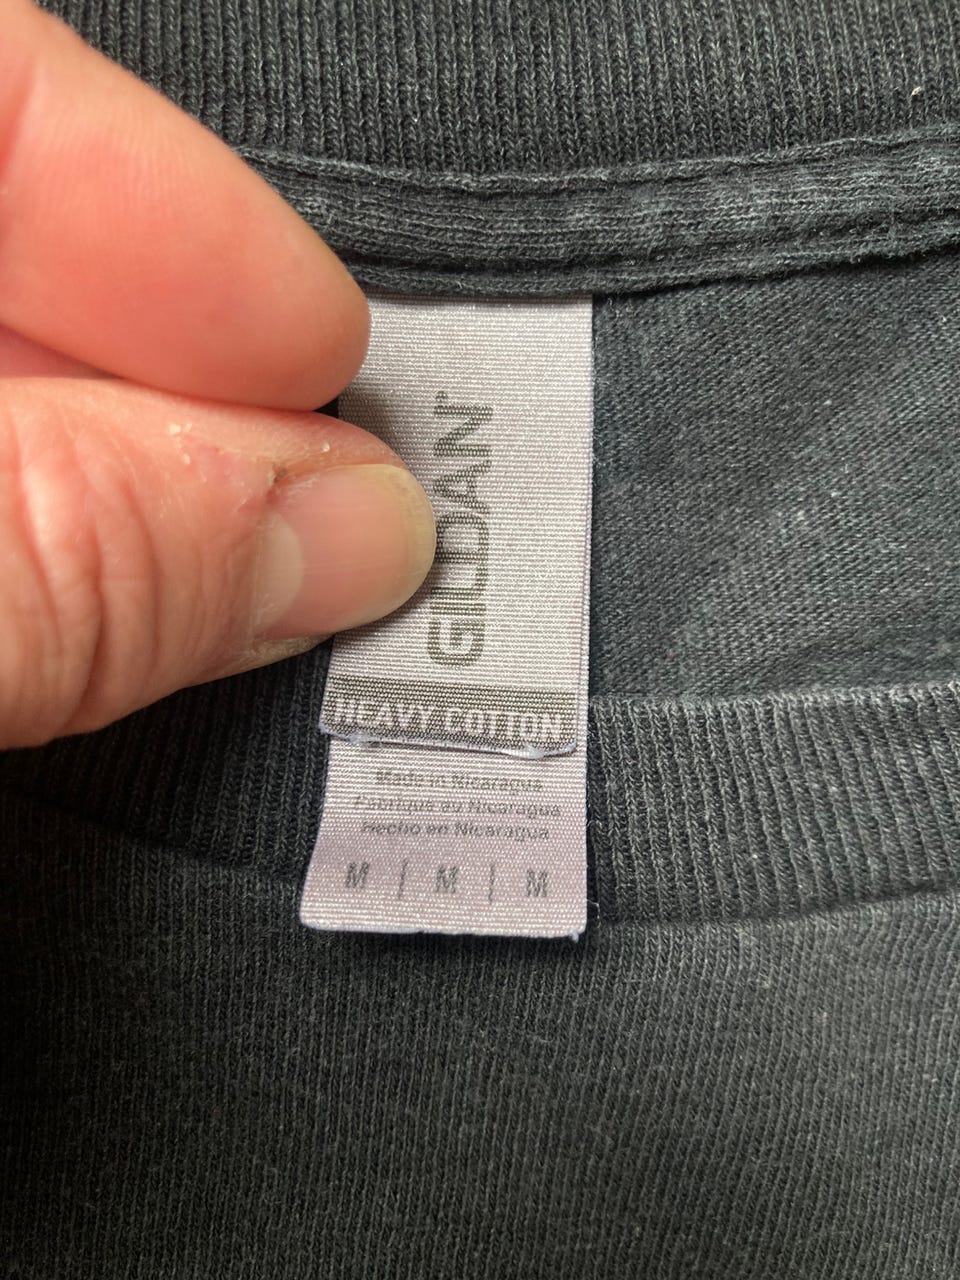 GILDAN®
HEAVY COTTON
Made in Nicaragua
Fabriqué au Nicaragua
Hecho en Nicaragua
M | M | M